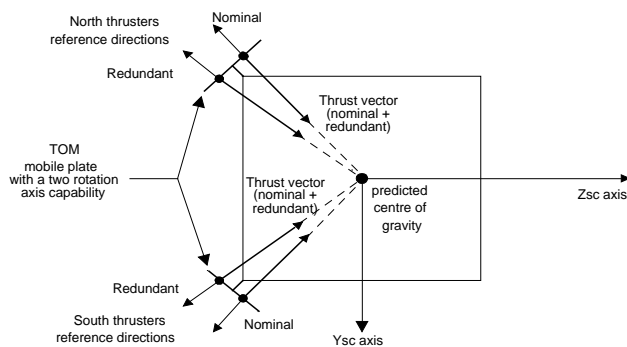 North thrusters
reference directions
Nominal
Redundant
Thrust vector
(nominal +
redundant)
TOM
mobile plate
with a two rotation
axis capability
Thrust vector
(nominal +
redundant)
predicted
centre of
gravity
Zsc axis
Redundant
South thrusters
reference directions
Nominal
Ysc axis